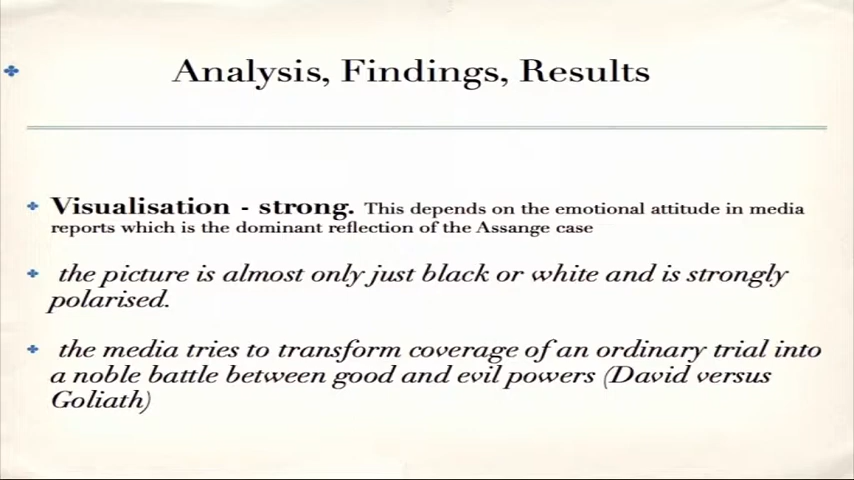 Analysis, Findings, Results
Visualisation - strong. This depends on the emotional attitude in media
reports which is the dominant reflection of the Assange case
the picture is almost only just black or white and is strongly
polarised.
the media tries to transform coverage of an ordinary trial into
a noble battle between good and evil powers (David versus
Goliath)